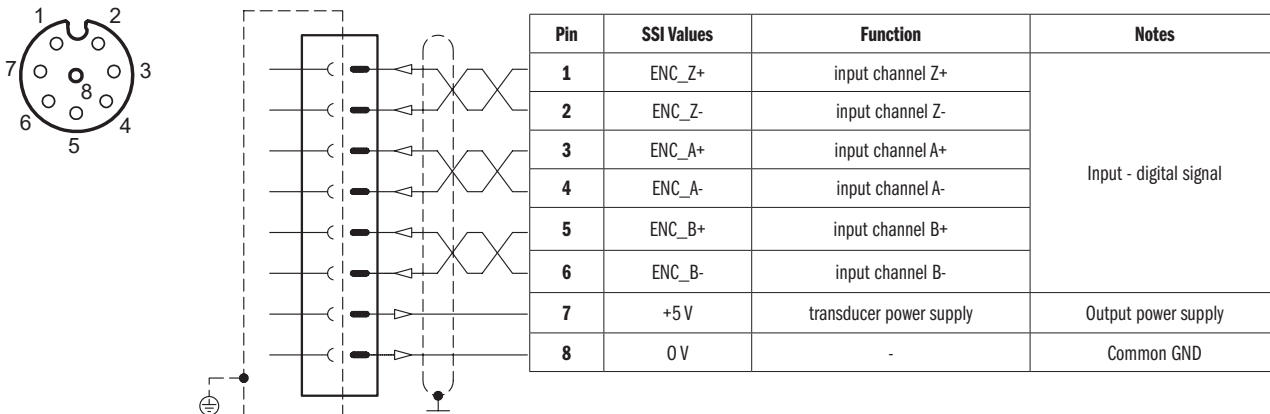 1 2
7 3
8
6 4
5
Pin SSI Values Function Notes
1 ENC_Z+ input channel Z+
2 ENC_Z- input channel Z-
3 ENC_A+ input channel A+
Input - digital signal
4 ENC_A- input channel A-
5 ENC_B+ input channel B+
6 ENC_B- input channel B-
7 +5 V transducer power supply Output power supply
8 0 V - Common GND